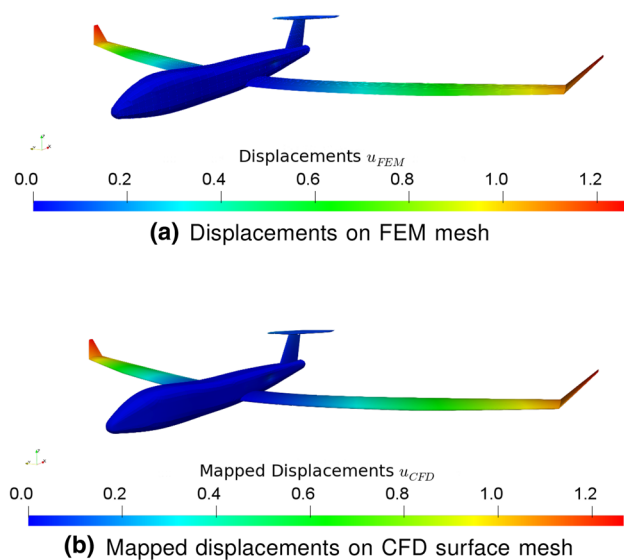 Displacements u_FEM
0.0 0.2 0.4 0.6 0.8 1.0 1.2
(a) Displacements on FEM mesh
Mapped Displacements u_CFD
0.0 0.2 0.4 0.6 0.8 1.0 1.2
(b) Mapped displacements on CFD surface mesh